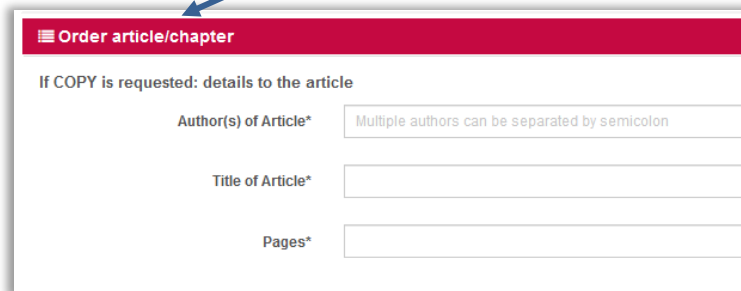 Order article/chapter
If COPY is requested: details to the article
Author(s) of Article* Multiple authors can be separated by semicolon
Title of Article*
Pages*